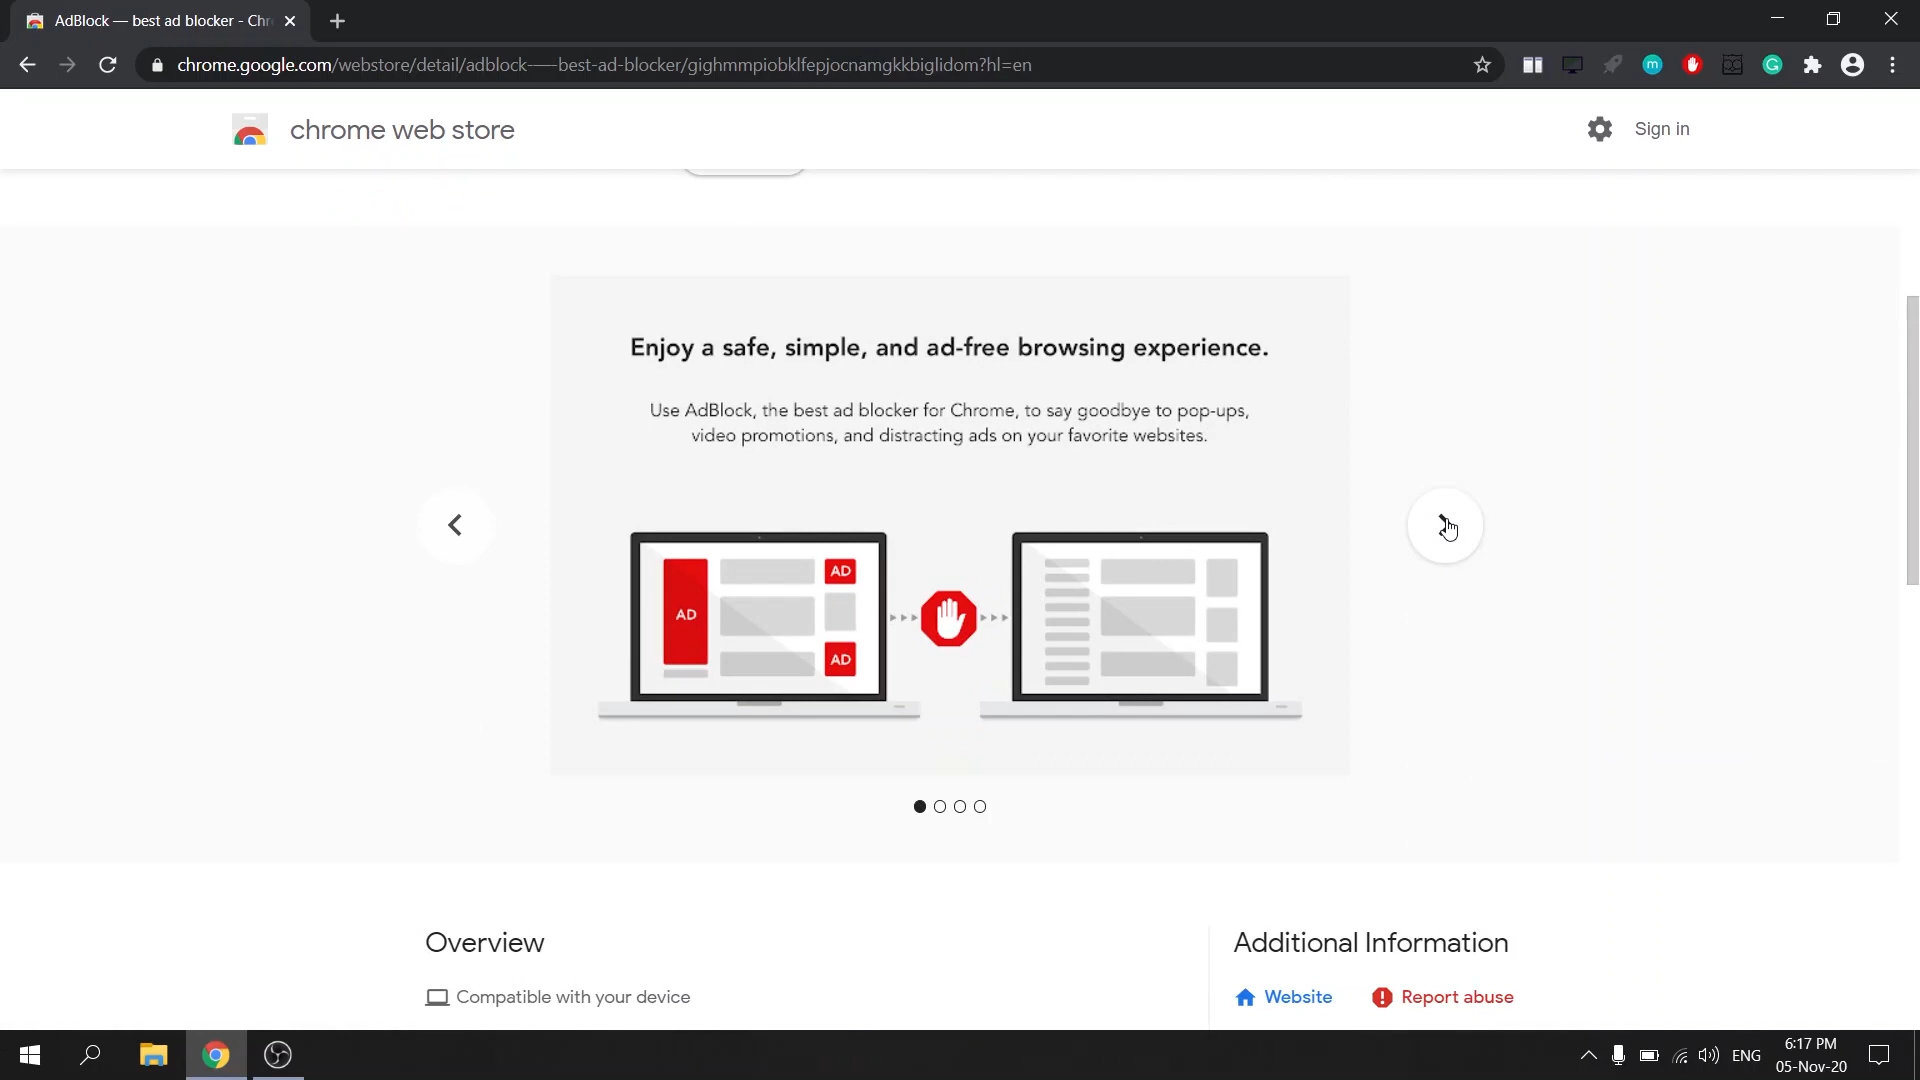 AdBlock — best ad blocker - Chr
chrome.google.com/webstore/detail/adblock-—-best-ad-blocker/gighmmpiobklfepjocnamgkkbiglidom?hl=en
chrome web store
Sign in
Enjoy a safe, simple, and ad-free browsing experience.
Use AdBlock, the best ad blocker for Chrome, to say goodbye to pop-ups,
video promotions, and distracting ads on your favorite websites.
AD
AD
AD
Overview
Additional Information
Compatible with your device
Website
Report abuse
ENG
6:17 PM
05-Nov-20